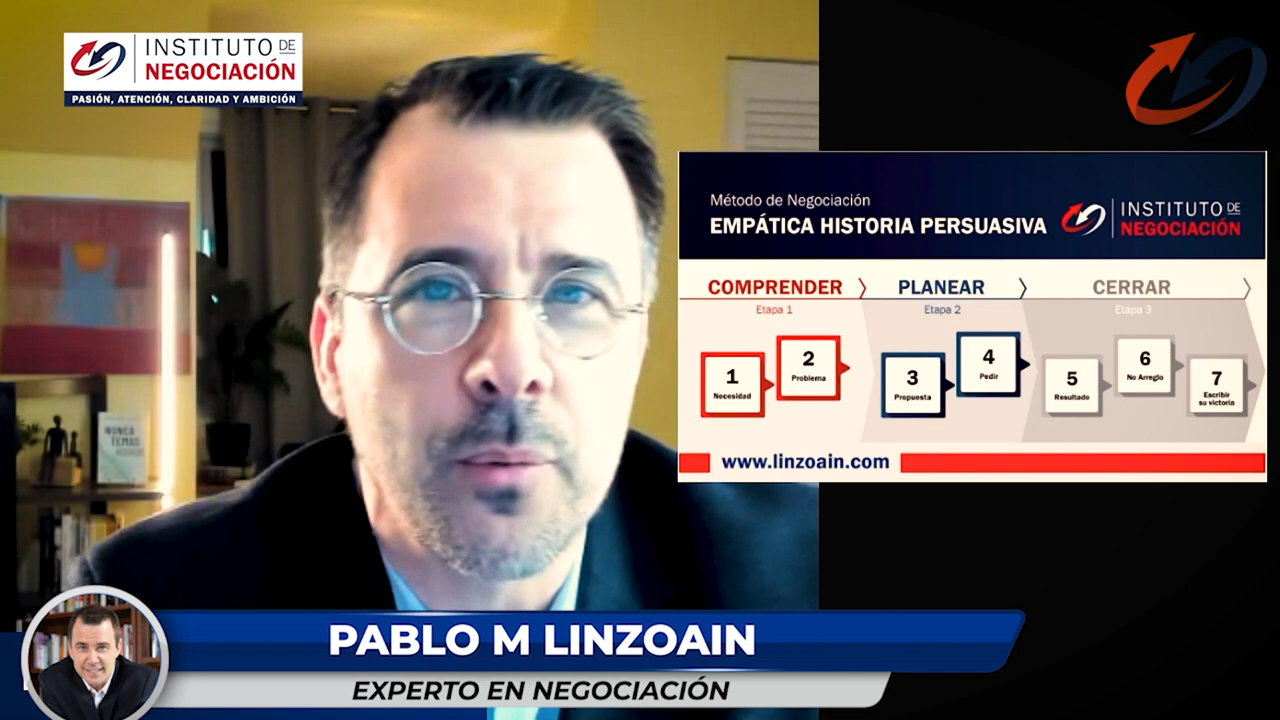 INSTITUTO DE
NEGOCIACIÓN
PASIÓN, ATENCIÓN, CLARIDAD Y AMBICIÓN
Método de Negociación
EMPÁTICA HISTORIA PERSUASIVA
INSTITUTO DE
NEGOCIACIÓN
COMPRENDER
PLANEAR
CERRAR
Etapa 1
Etapa 2
Etapa 3
1
Necesidad
2
Problema
3
Propuesta
4
Pedir
5
Resultado
6
No Arreglo
7
Escribir
su victoria
www.linzoain.com
NUNCA
TEMAS
PABLO M LINZOAIN
EXPERTO EN NEGOCIACIÓN